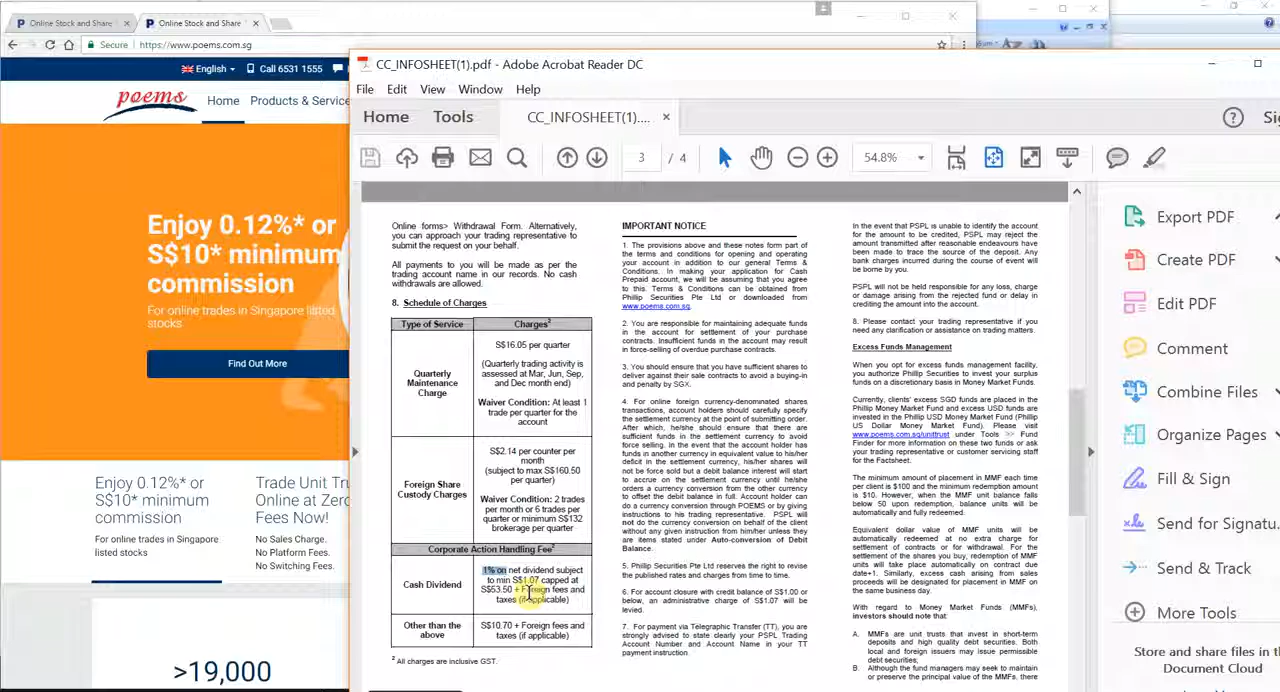 Online Stock and Share
Online Stock and Share
Secure
https://www.poems.com.sg
English
Call 6531 1555
poems
Home
Products & Service
Enjoy 0.12%* or
S$10* minimum
commission
For online trades in Singapore listed
stocks
Find Out More
Enjoy 0.12%* or
S$10* minimum
commission
For online trades in Singapore
listed stocks
Trade Unit Tru
Online at Zero
Fees Now!
No Sales Charge.
No Platform Fees.
No Switching Fees.
>19,000
CC_INFOSHEET(1).pdf - Adobe Acrobat Reader DC
File Edit View Window Help
Home
Tools
CC_INFOSHEET(1)....
Si
3 / 4
54.8%
Online forms> Withdrawal Form. Alternatively,
you can approach your trading representative to
submit the request on your behalf.
All payments to you will be made as per the
trading account name in our records. No cash
withdrawals are allowed.
8. Schedule of Charges
Type of Service
Charges2
Quarterly
Maintenance
Charge
S$16.05 per quarter
(Quarterly trading activity is
assessed at Mar, Jun, Sep,
and Dec month end)
Waiver Condition: At least 1
trade per quarter for the
account
Foreign Share
Custody Charges
S$2.14 per counter per
month
(subject to max S$160.50
per quarter)
Waiver Condition: 2 trades
per month or 6 trades per
quarter or minimum S$132
brokerage per quarter
Corporate Action Handling Fee2
Cash Dividend
1% on net dividend subject
to min S$1.07 capped at
S$53.50 + Foreign fees and
taxes (if applicable)
Other than the
above
S$10.70 + Foreign fees and
taxes (if applicable)
2 All charges are inclusive GST.
IMPORTANT NOTICE
1. The provisions above and these notes form part of
the terms and conditions for opening and operating
your account in addition to our general Terms &
Conditions. In making your application for Cash
Prepaid account, we will be assuming that you agree
to this. Terms & Conditions can be obtained from
Phillip Securities Pte Ltd or downloaded from
www.poems.com.sg.
2. You are responsible for maintaining adequate funds
in the account for settlement of your purchase
contracts. Insufficient funds in the account may result
in force-selling of overdue purchase contracts.
3. You should ensure that you have sufficient shares to
deliver against their sale contracts to avoid a buying-in
and penalty by SGX.
4. For online foreign currency-denominated shares
transactions, account holders should carefully specify
the settlement currency at the point of submitting order.
After which, he/she should ensure that there are
sufficient funds in the settlement currency to avoid
force selling. In the event that the account holder has
funds in another currency in equivalent value to his/her
deficit in the settlement currency, his/her shares will
not be force sold but a debit balance interest will start
to accrue on the settlement currency until he/she
orders a currency conversion from the other currency
to offset the debit balance in full. Account holder can
do a currency conversion through POEMS or by giving
instructions to his trading representative. PSPL will
not do the currency conversion on behalf of the client
without any given instruction from him/her unless they
are items stated under Auto-conversion of Debit
Balance.
5. Phillip Securities Pte Ltd reserves the right to revise
the published rates and charges from time to time.
6. For account closure with credit balance of S$1.00 or
below, an administrative charge of S$1.07 will be
levied.
7. For payment via Telegraphic Transfer (TT), you are
strongly advised to state clearly your PSPL Trading
Account Number and Account Name in your TT
payment instruction.
In the event that PSPL is unable to identify the account
for the amount to be credited, PSPL may reject the
amount transmitted after reasonable endeavours have
been made to trace the source of the deposit. Any
bank charges incurred during the course of event will
be borne by you.
PSPL will not be held responsible for any loss, charge
or damage arising from the rejected fund or delay in
crediting the amount into the account.
8. Please contact your trading representative if you
need any clarification or assistance on trading matters.
Excess Funds Management
When you opt for excess funds management facility,
you authorize Phillip Securities to invest your surplus
funds on a discretionary basis in Money Market Funds.
Currently, clients' excess SGD funds are placed in the
Phillip Money Market Fund and excess USD funds are
invested in the Phillip USD Money Market Fund (Phillip
US Dollar Money Market Fund). Please visit
www.poems.com.sg/unittrust under Tools >> Fund
Finder for more information on these two funds or ask
your trading representative or customer servicing staff
for the Factsheet.
The minimum amount of placement in MMF each time
per client is $100 and the minimum redemption amount
is $10. However, when the MMF unit balance falls
below 50 upon redemption, balance units will be
automatically and fully redeemed.
Equivalent dollar value of MMF units will be
automatically redeemed at no extra charge for
settlement of contracts or for withdrawal. For the
settlement of the shares you buy, redemption of MMF
units will take place automatically on contract due
date+1. Similarly, excess cash arising from sales
proceeds will be designated for placement in MMF on
the same business day.
With regard to Money Market Funds (MMFs),
investors should note that:
A. MMFs are unit trusts that invest in short-term
deposits and high quality debt securities. Both
local and foreign issuers may issue permissible
debt securities;
B. Although the fund managers may seek to maintain
or preserve the principal value of the MMFs, there
Export PDF
Create PDF
Edit PDF
Comment
Combine Files
Organize Pages
Fill & Sign
Send for Signatu.
Send & Track
More Tools
Store and share files in the
Document Cloud